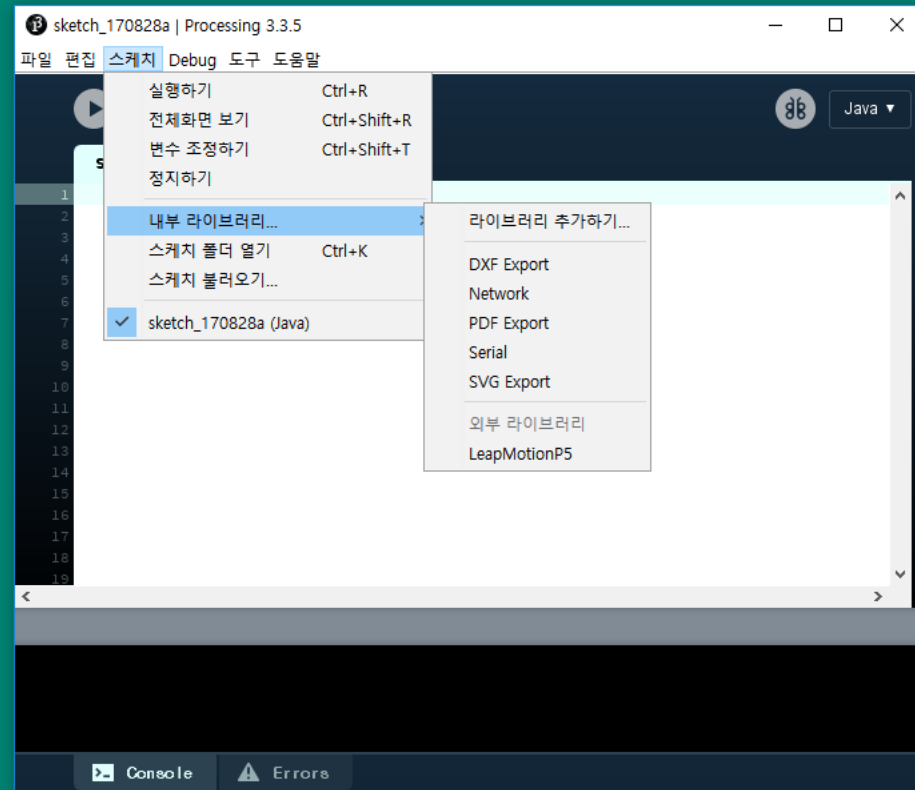 sketch_170828a | Processing 3.3.5
파일 편집 스케치 Debug 도구 도움말
실행하기 Ctrl+R
전체화면 보기 Ctrl+Shift+R
변수 조정하기 Ctrl+Shift+T
정지하기
Java ▼
s
내부 라이브러리...
스케치 폴더 열기 Ctrl+K
스케치 불러오기...
sketch_170828a (Java)
라이브러리 추가하기...
DXF Export
Network
PDF Export
Serial
SVG Export
외부 라이브러리
LeapMotionP5
1
2
3
4
5
6
7
8
9
10
11
12
13
14
15
16
17
18
19
Console
Errors